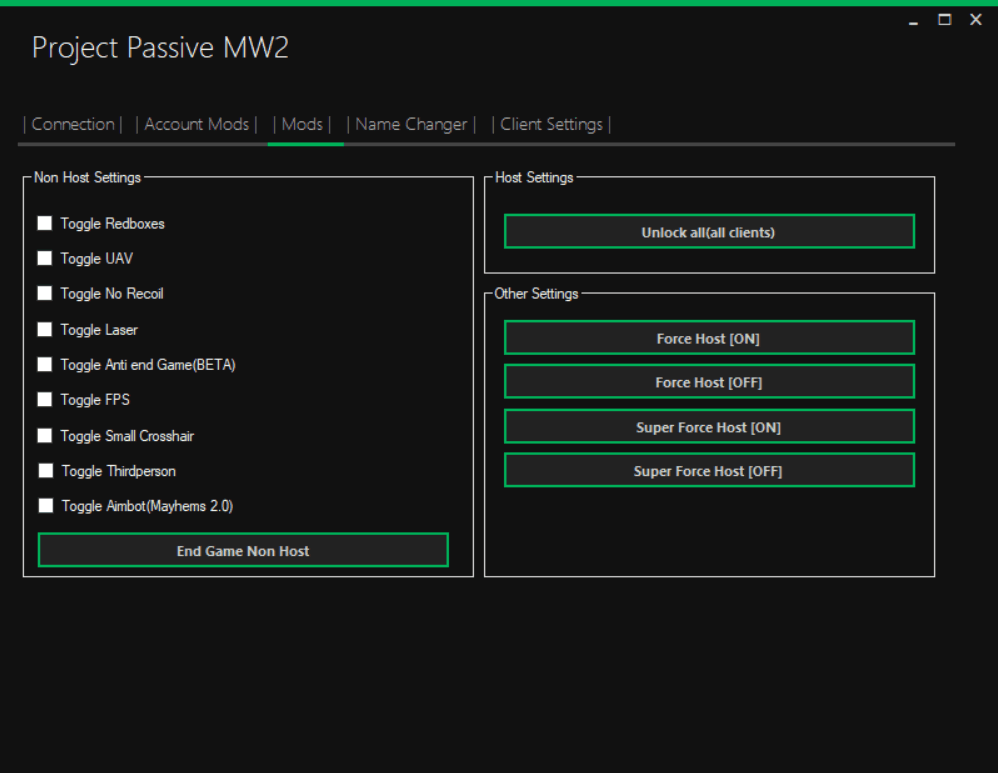 Project Passive MW2
| Connection | | Account Mods | | Mods | | Name Changer | | Client Settings |
Non Host Settings
Toggle Redboxes
Toggle UAV
Toggle No Recoil
Toggle Laser
Toggle Anti end Game(BETA)
Toggle FPS
Toggle Small Crosshair
Toggle Thirdperson
Toggle Aimbot(Mayhems 2.0)
End Game Non Host
Host Settings
Unlock all(all clients)
Other Settings
Force Host [ON]
Force Host [OFF]
Super Force Host [ON]
Super Force Host [OFF]